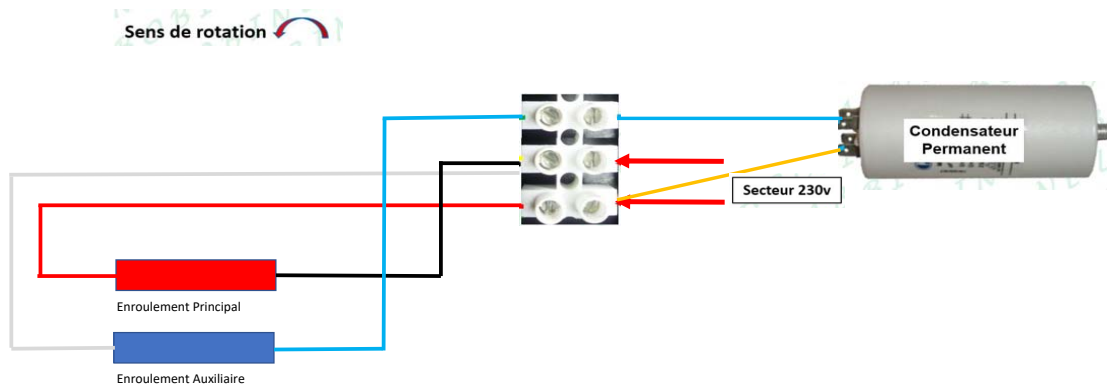 Sens de rotation
Condensateur
Permanent
Secteur 230v
Enroulement Principal
Enroulement Auxiliaire